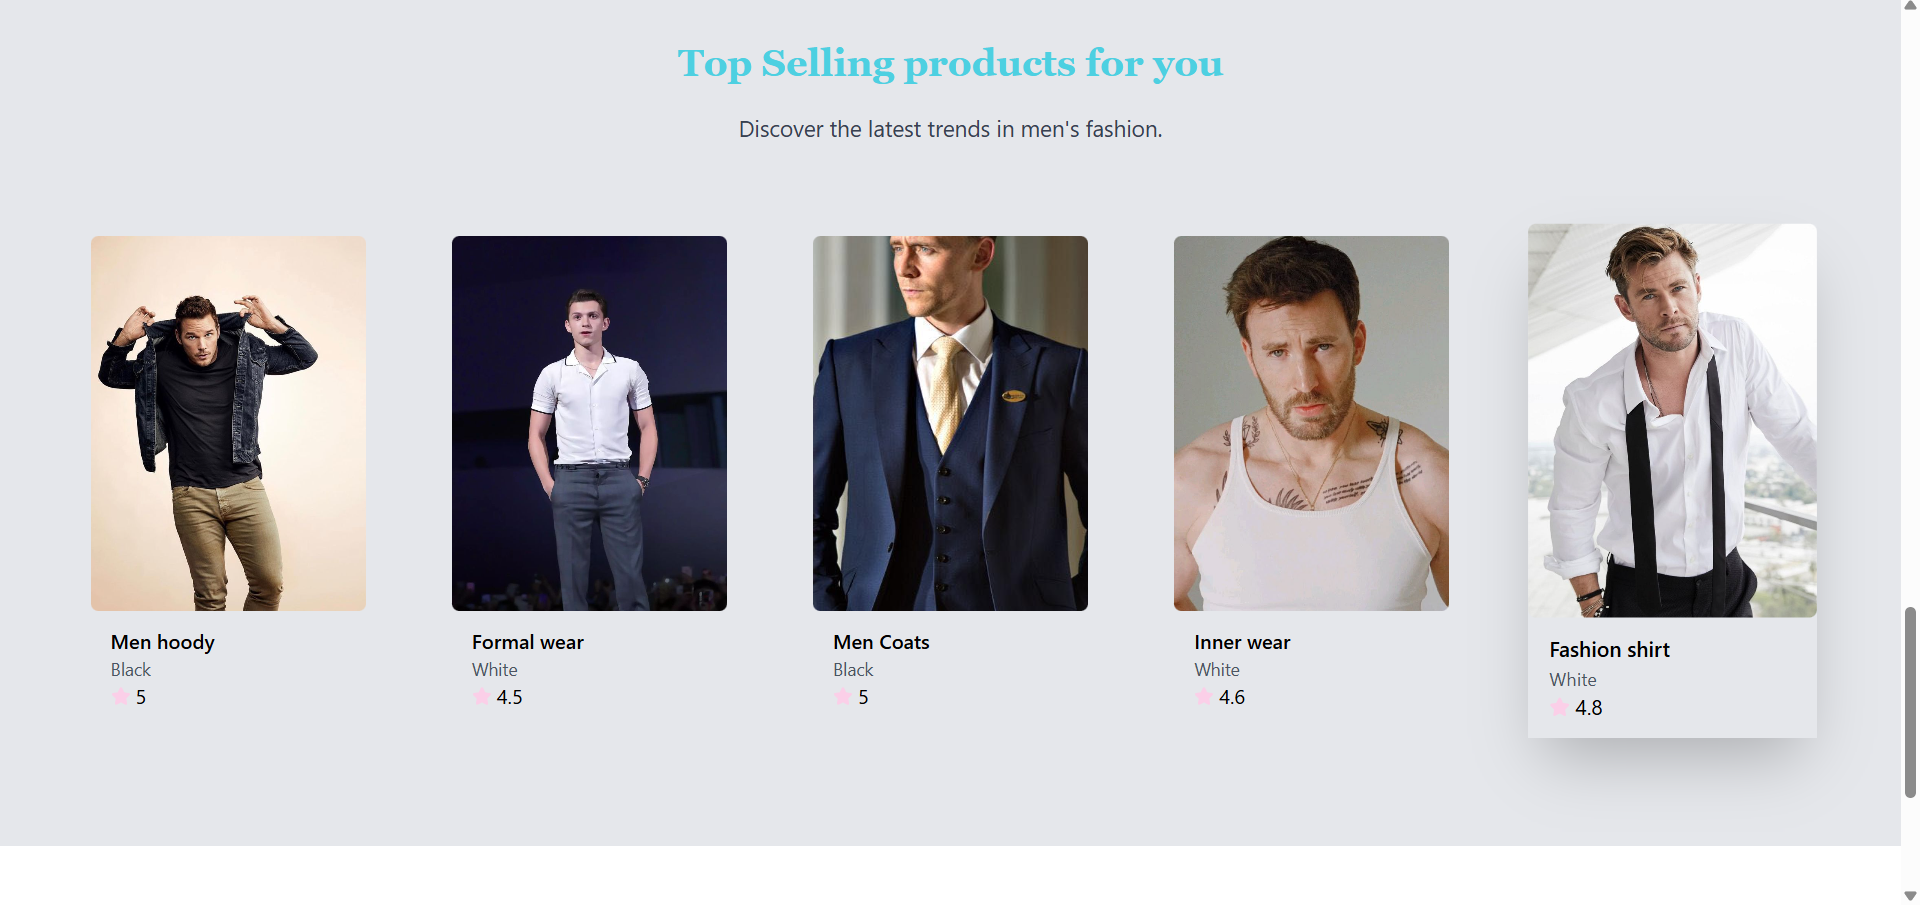 Top Selling products for you
Discover the latest trends in men's fashion.
Men hoody
Black
5
Formal wear
White
4.5
Men Coats
Black
5
Inner wear
White
4.6
Fashion shirt
White
4.8